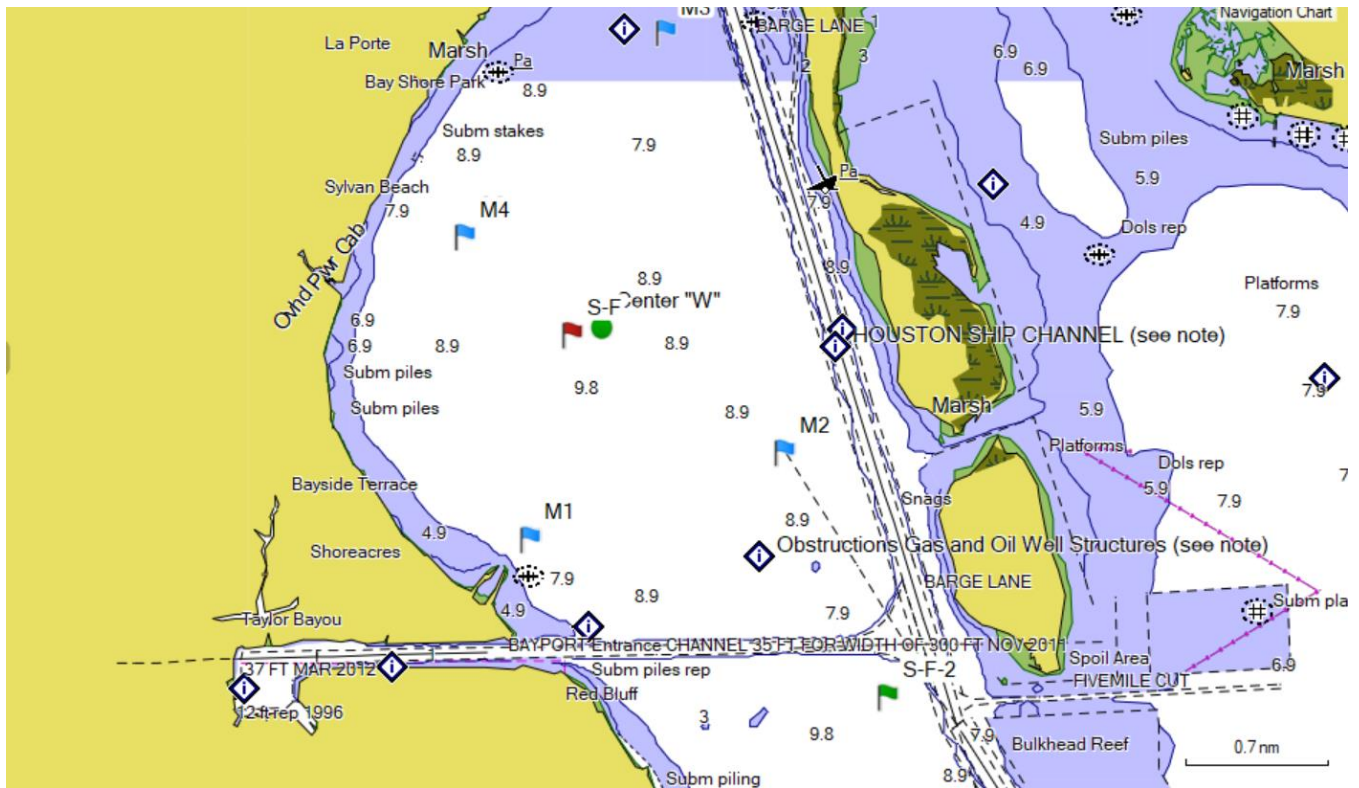 M3
BARGE LANE
1
Navigation Chart
La Porte
Marsh
Pa
6.9
6.9
2
3
Bay Shore Park
8.9
Marsh
Subm stakes
8.9
7.9
Subm piles
5.9
Sylvan Beach
7.9
M4
Pa
7.9
4.9
Dols rep
Ovhd Pwr Cab
8.9
8.9
Platforms
7.9
S-F
Center "W"
6.9
6.9
8.9
8.9
HOUSTON SHIP CHANNEL (see note)
Subm piles
9.8
7.9
Subm piles
8.9
Marsh
5.9
M2
Platforms
Dols rep
5.9
7.9
7
Bayside Terrace
Snags
M1
4.9
8.9
Shoreacres
Obstructions Gas and Oil Well Structures (see note)
7.9
BARGE LANE
4.9
8.9
7.9
Subm pla
Taylor Bayou
BAYPORT Entrance CHANNEL 35 FT FOR WIDTH OF 300 FT NOV 2011
37 FT MAR 2012
Subm piles rep
S-F-2
Spoil Area
6.9
Red Bluff
FIVEMILE CUT
12 ft rep 1996
3
9.8
7.9
Bulkhead Reef
0.7 nm
Subm piling
8.9